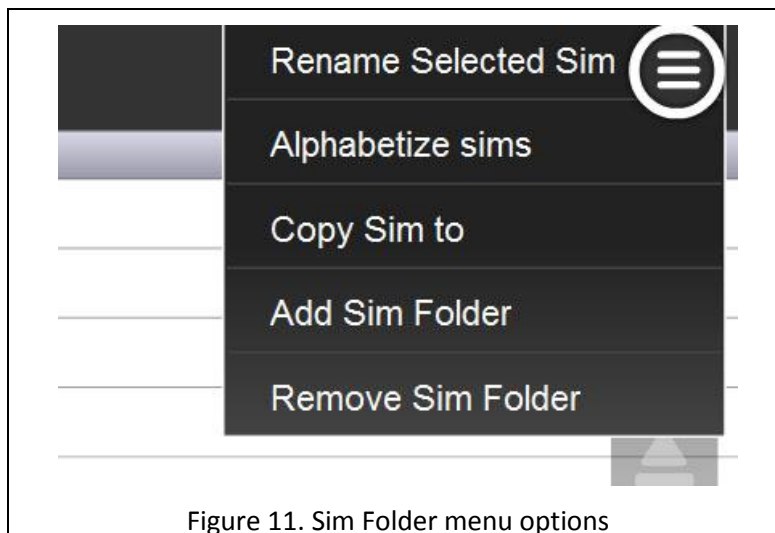 Rename Selected Sim
Alphabetize sims
Copy Sim to
Add Sim Folder
Remove Sim Folder
Figure 11. Sim Folder menu options